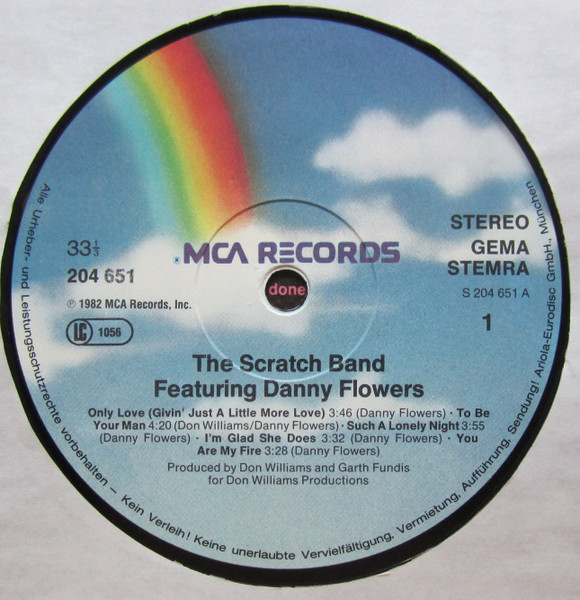 MCA RECORDS
33⅓
204 651
℗ 1982 MCA Records, Inc.
LC 1056
STEREO
GEMA
STEMRA
S 204 651 A
1
done
The Scratch Band
Featuring Danny Flowers
Only Love (Givin' Just A Little More Love) 3:46 (Danny Flowers) · To Be
Your Man 4:20 (Don Williams/Danny Flowers) · Such A Lonely Night 3:55
(Danny Flowers) · I'm Glad She Does 3:32 (Danny Flowers) · You
Are My Fire 3:28 (Danny Flowers)
Produced by Don Williams and Garth Fundis
for Don Williams Productions
Alle Urheber- und Leistungsschutzrechte vorbehalten – Kein Verleih! Keine unerlaubte Vervielfältigung, Vermietung, Aufführung, Sendung! Ariola-Eurodisc GmbH., München